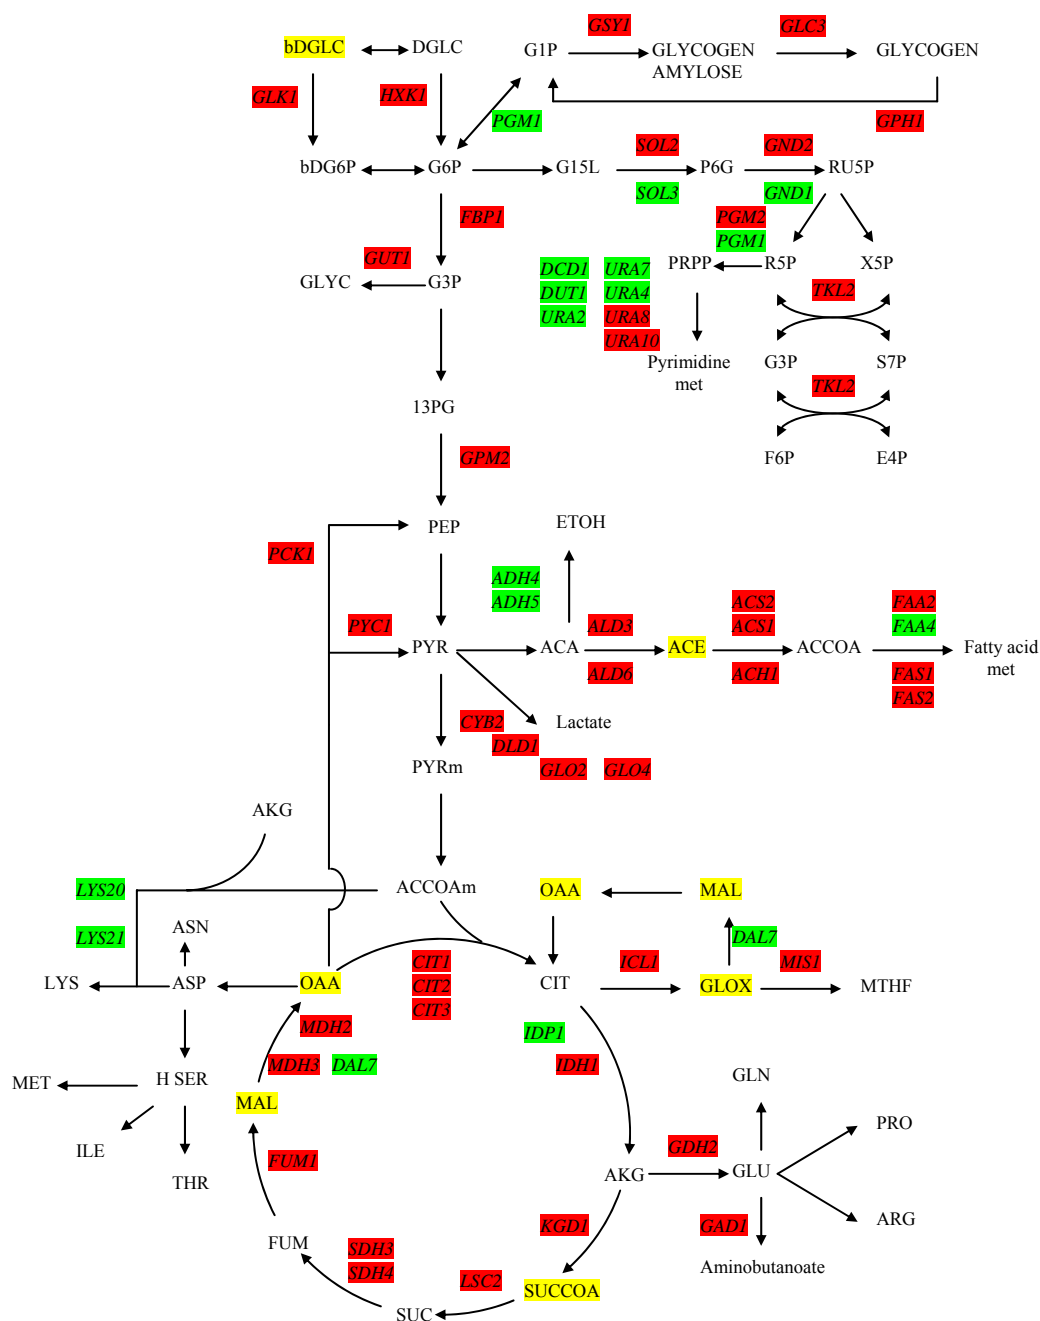 GSY1 GLC3
bDGLC DGLC G1P GLYCOGEN GLYCOGEN
AMYLOSE
GLK1 HXK1 PGM1 GPH1
SOL2 GND2
bDG6P G6P G15L P6G RU5P
SOL3 GND1
FBP1 PGM2
PGM1
GUT1 DCD1 URA7 PRPP R5P X5P
GLYC G3P DUT1 URA4 TKL2
URA2 URA8
URA10
Pyrimidine G3P S7P
met
TKL2
13PG
GPM2 F6P E4P
PEP ETOH
PCK1
ADH4 ACS2 FAA2
ADH5
PYC1 ALD3 ACS1 FAA4
PYR ACA ACE ACCOA Fatty acid
met
ALD6 ACH1 FAS1
FAS2
CYB2 Lactate
DLD1
PYRm GLO2 GLO4
AKG
LYS20 ACCOAm OAA MAL
ASN
LYS21 DAL7
CIT1 ICL1 MIS1
LYS ASP OAA CIT2 CIT GLOX MTHF
CIT3
MDH2 IDP1
MDH3 DAL7 IDH1
MET H SER GLN
MAL
PRO
ILE GDH2
FUM1 AKG GLU
THR
KGD1 GAD1 ARG
FUM SDH3
SDH4 LSC2 Aminobutanoate
SUCCOA
SUC